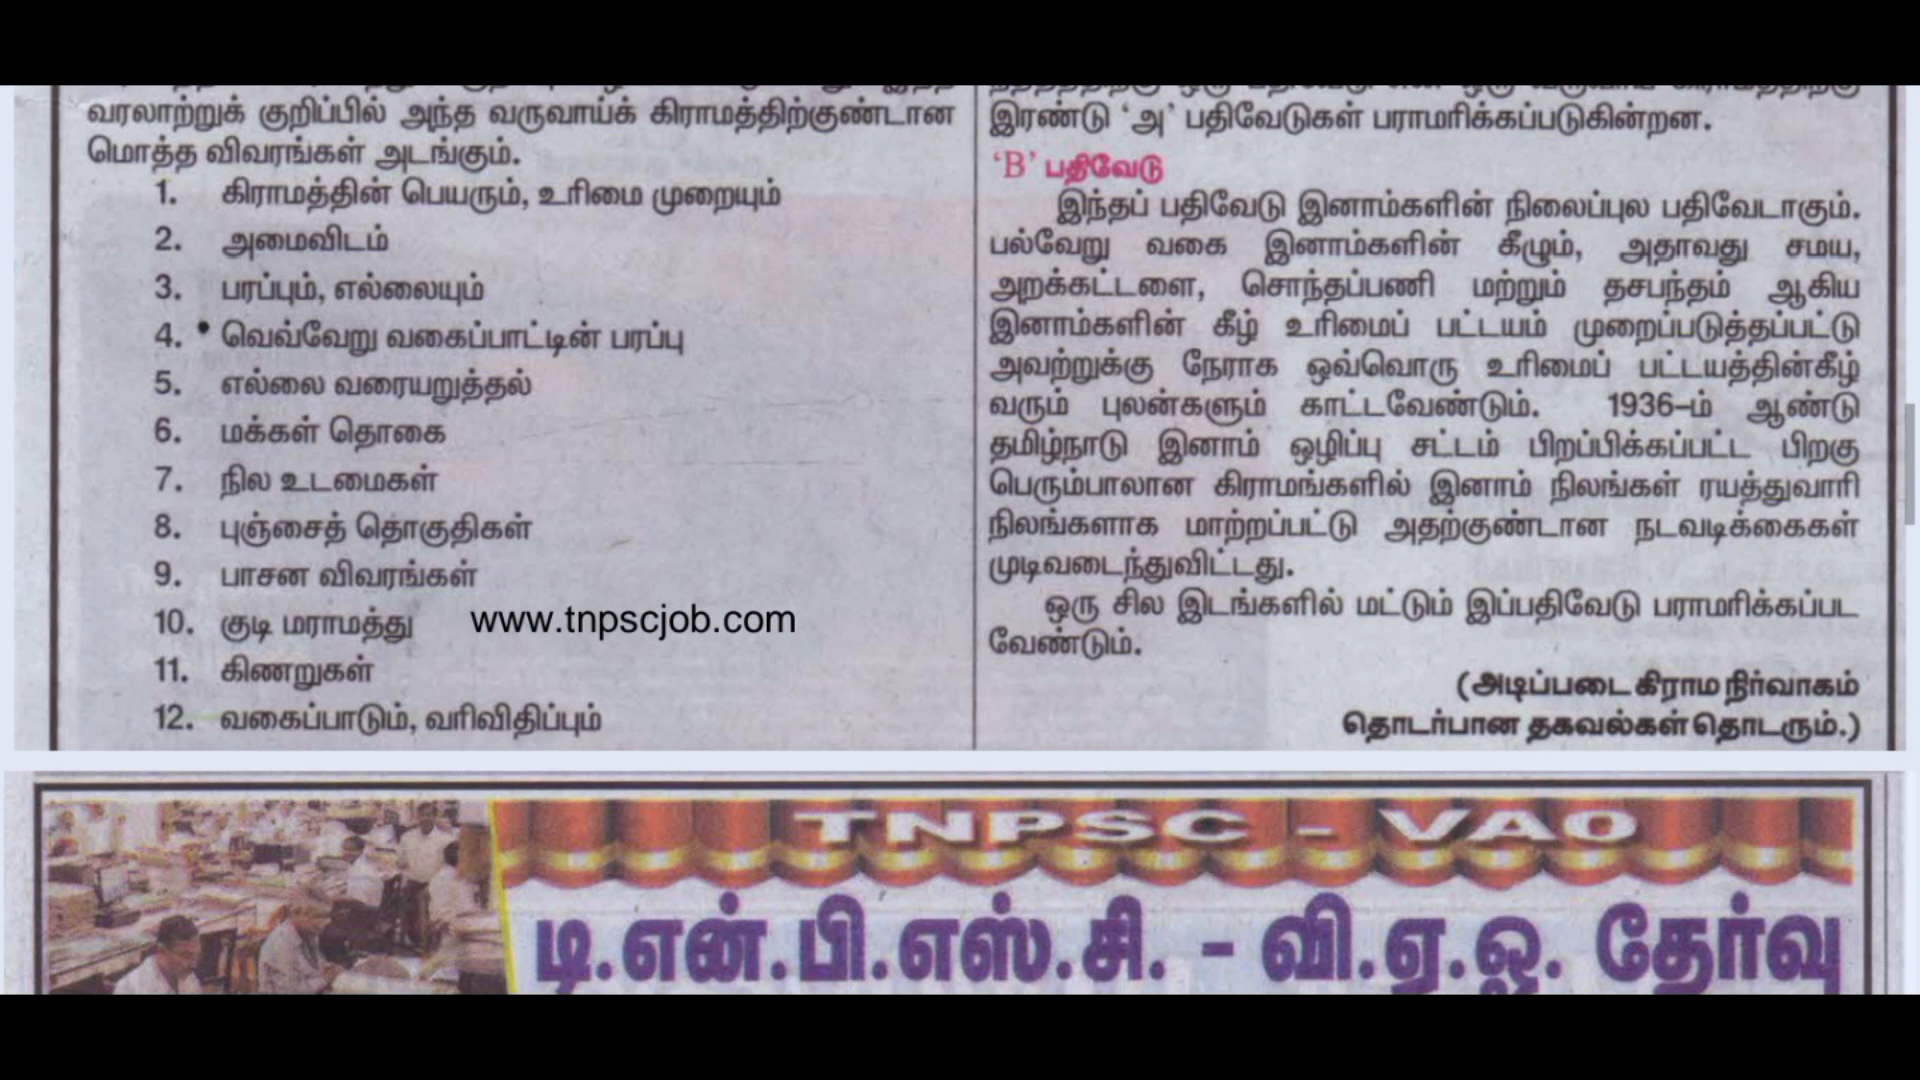 வரலாற்றுக் குறிப்பில் அந்த வருவாய்க் கிராமத்திற்குண்டான
மொத்த விவரங்கள் அடங்கும்.
1. கிராமத்தின் பெயரும், உரிமை முறையும்
2. அமைவிடம்
3. பரப்பும், எல்லையும்
4. வெவ்வேறு வகைப்பாட்டின் பரப்பு
5. எல்லை வரையறுத்தல்
6. மக்கள் தொகை
7. நில உடமைகள்
8. புஞ்சைத் தொகுதிகள்
9. பாசன விவரங்கள்
10. குடி மராமத்து
www.tnpscjob.com
11. கிணறுகள்
12. வகைப்பாடும், வரிவிதிப்பும்
இரண்டு ‘அ’ பதிவேடுகள் பராமரிக்கப்படுகின்றன.
‘B’ பதிவேடு
இந்தப் பதிவேடு இனாம்களின் நிலைப்புல பதிவேடாகும்.
பல்வேறு வகை இனாம்களின் கீழும், அதாவது சமய,
அறக்கட்டளை, சொந்தப்பணி மற்றும் தசபந்தம் ஆகிய
இனாம்களின் கீழ் உரிமைப் பட்டயம் முறைப்படுத்தப்பட்டு
அவற்றுக்கு நேராக ஒவ்வொரு உரிமைப் பட்டயத்தின்கீழ்
வரும் புலன்களும் காட்டவேண்டும். 1936–ம் ஆண்டு
தமிழ்நாடு இனாம் ஒழிப்பு சட்டம் பிறப்பிக்கப்பட்ட பிறகு
பெரும்பாலான கிராமங்களில் இனாம் நிலங்கள் ரயத்துவாரி
நிலங்களாக மாற்றப்பட்டு அதற்குண்டான நடவடிக்கைகள்
முடிவடைந்துவிட்டது.
ஒரு சில இடங்களில் மட்டும் இப்பதிவேடு பராமரிக்கப்பட
வேண்டும்.
(அடிப்படை கிராம நிர்வாகம்
தொடர்பான தகவல்கள் தொடரும்.)
TNPSC - VAO
டி.என்.பி.எஸ்.சி. - வி.ஏ.ஓ. தேர்வு